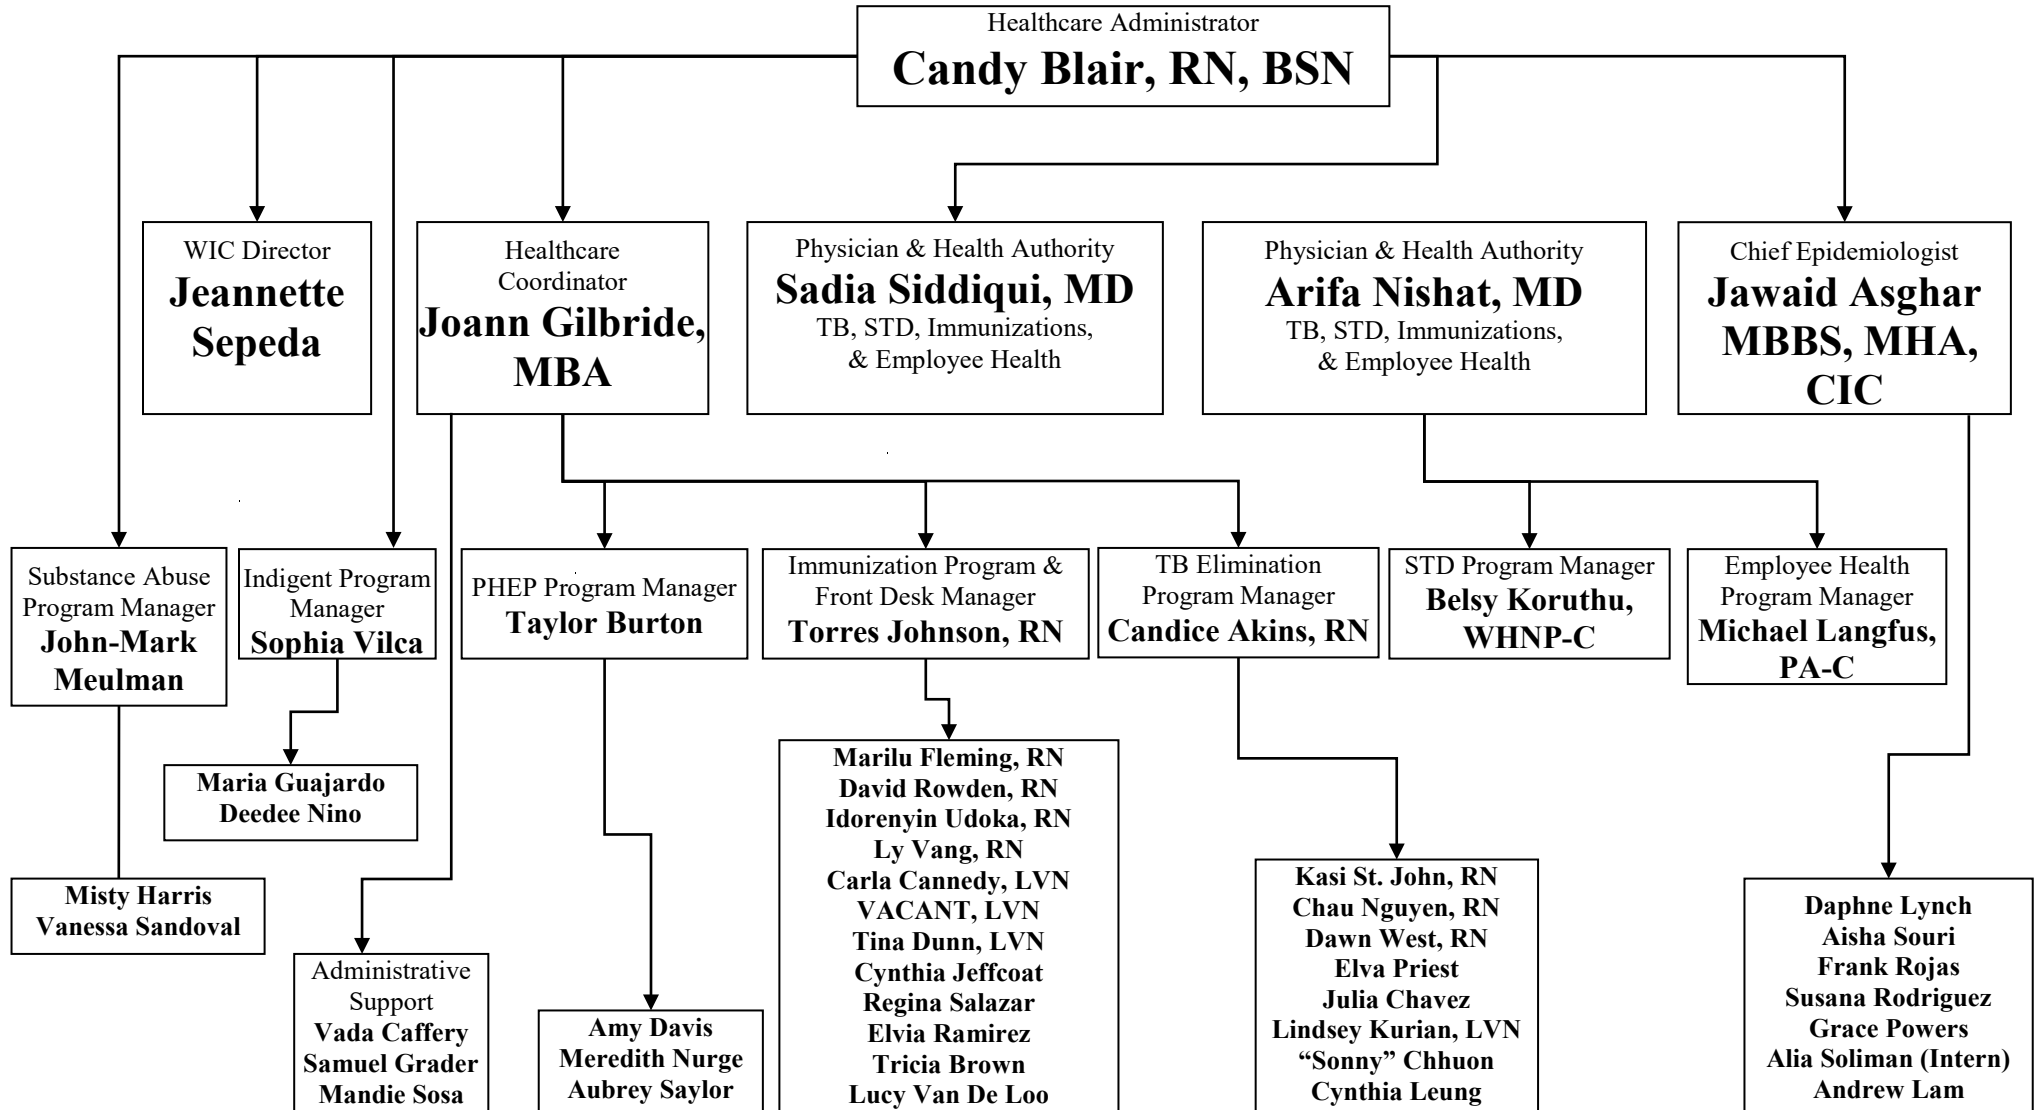 Healthcare Administrator
Candy Blair, RN, BSN
WIC Director
Jeannette
Sepeda
Healthcare
Coordinator
Joann Gilbride,
MBA
Physician & Health Authority
Sadia Siddiqui, MD
TB, STD, Immunizations,
& Employee Health
Physician & Health Authority
Arifa Nishat, MD
TB, STD, Immunizations,
& Employee Health
Chief Epidemiologist
Jawaid Asghar
MBBS, MHA,
CIC
Substance Abuse
Program Manager
John-Mark
Meulman
Indigent Program
Manager
Sophia Vilca
PHEP Program Manager
Taylor Burton
Immunization Program &
Front Desk Manager
Torres Johnson, RN
TB Elimination
Program Manager
Candice Akins, RN
STD Program Manager
Belsy Koruthu,
WHNP-C
Employee Health
Program Manager
Michael Langfus,
PA-C
Maria Guajardo
Deedee Nino
Misty Harris
Vanessa Sandoval
Administrative
Support
Vada Caffery
Samuel Grader
Mandie Sosa
Amy Davis
Meredith Nurge
Aubrey Saylor
Marilu Fleming, RN
David Rowden, RN
Idorenyin Udoka, RN
Ly Vang, RN
Carla Cannedy, LVN
VACANT, LVN
Tina Dunn, LVN
Cynthia Jeffcoat
Regina Salazar
Elvia Ramirez
Tricia Brown
Lucy Van De Loo
Kasi St. John, RN
Chau Nguyen, RN
Dawn West, RN
Elva Priest
Julia Chavez
Lindsey Kurian, LVN
“Sonny” Chhuon
Cynthia Leung
Daphne Lynch
Aisha Souri
Frank Rojas
Susana Rodriguez
Grace Powers
Alia Soliman (Intern)
Andrew Lam